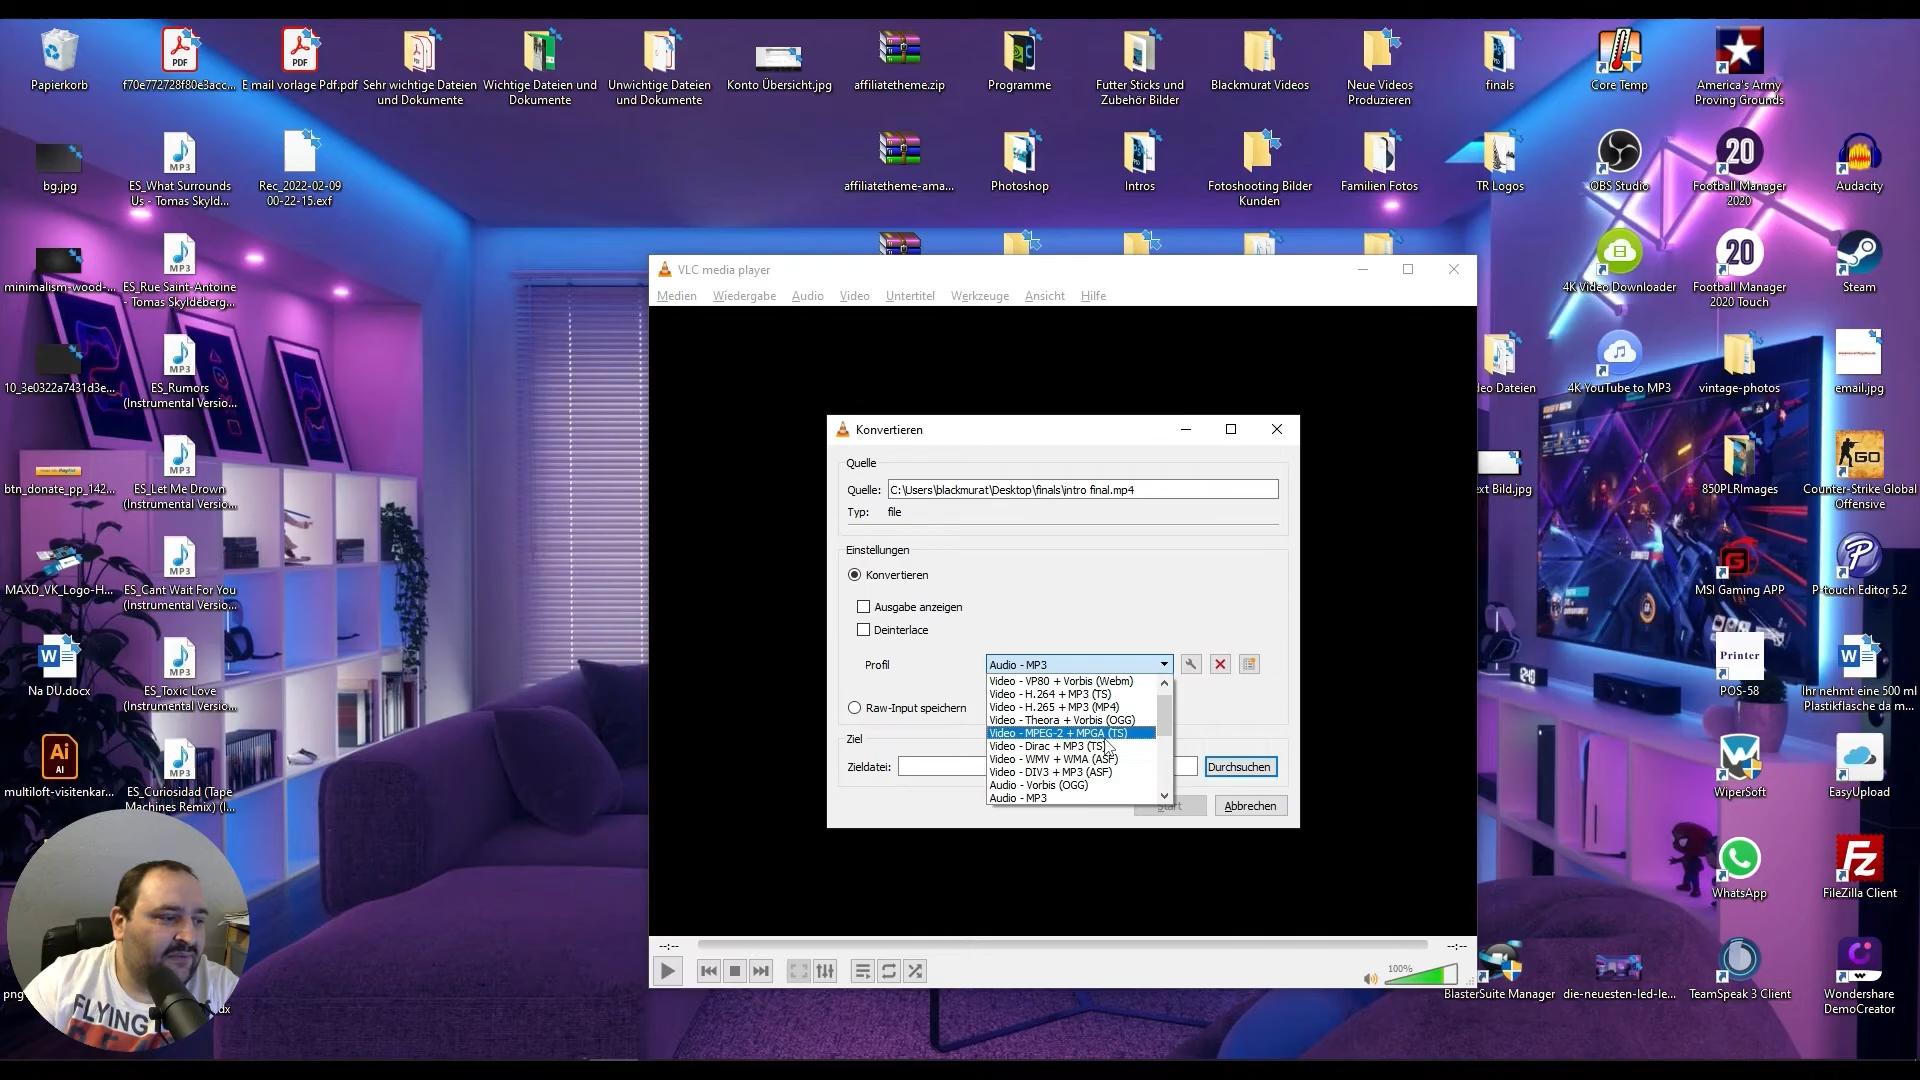 Papierkorb
f70e772728f80e3acc...
E mail vorlage Pdf.pdf
Sehr wichtige Dateien
und Dokumente
Wichtige Dateien und
Dokumente
Unwichtige Dateien
und Dokumente
Konto Übersicht.jpg
affiliatetheme.zip
Programme
Futter Sticks und
Zubehör Bilder
Blackmurat Videos
Neue Videos
Produzieren
finals
Core Temp
America's Army
Proving Grounds
bg.jpg
ES_What Surrounds
Us - Tomas Skyld...
Rec_2022-02-09
00-22-15.exf
affiliatetheme-ama...
Photoshop
Intros
Fotoshooting Bilder
Kunden
Familien Fotos
TR Logos
OBS Studio
Football Manager
2020
Audacity
minimalism-wood-...
ES_Rue Saint-Antoine
- Tomas Skyldeberg...
4K Video Downloader
Football Manager
2020 Touch
Steam
10_3e0322a7431d3e...
ES_Rumors
(Instrumental Versio...
deo Dateien
4K YouTube to MP3
vintage-photos
email.jpg
btn_donate_pp_142...
ES_Let Me Drown
(Instrumental Versio...
ext Bild.jpg
850PLRImages
Counter-Strike Global
Offensive
MAXD_VK_Logo-H...
ES_Cant Wait For You
(Instrumental Versio...
MSI Gaming APP
P-touch Editor 5.2
Na DU.docx
ES_Toxic Love
(Instrumental Versio...
Printer
POS-58
Ihr nehmt eine 500 ml
Plastikflasche da m...
multiloft-visitenkar...
ES_Curiosidad (Tape
Machines Remix) (I...
WiperSoft
EasyUpload
WhatsApp
FileZilla Client
BlasterSuite Manager
die-neuesten-led-le...
TeamSpeak 3 Client
Wondershare
DemoCreator
VLC media player
Medien Wiedergabe Audio Video Untertitel Werkzeuge Ansicht Hilfe
Konvertieren
Quelle
Quelle: C:\Users\blackmurat\Desktop\finals\intro final.mp4
Typ: file
Einstellungen
Konvertieren
Ausgabe anzeigen
Deinterlace
Profil Audio - MP3
Video - VP80 + Vorbis (Webm)
Video - H.264 + MP3 (TS)
Video - H.265 + MP3 (MP4)
Video - Theora + Vorbis (OGG)
Video - MPEG-2 + MPGA (TS)
Video - Dirac + MP3 (TS)
Video - WMV + WMA (ASF)
Video - DIV3 + MP3 (ASF)
Audio - Vorbis (OGG)
Audio - MP3
Raw-Input speichern
Ziel
Zieldatei:
Durchsuchen
Start
Abbrechen
--:--
--:--
100%
FLYING
png
dx